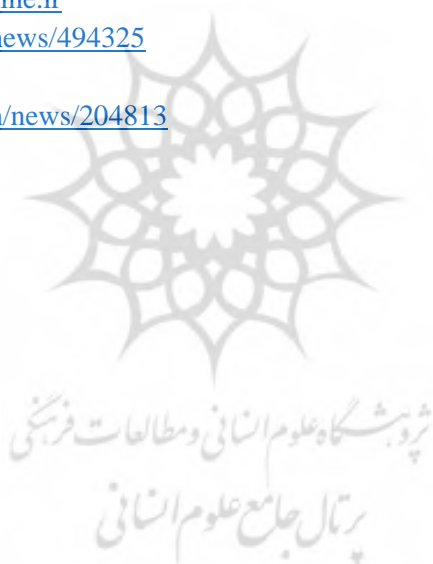 me.ir
news/494325
n/news/204813
پژوهشگاه علوم انسانی و مطالعات فرهنگی
پرتال جامع علوم انسانی